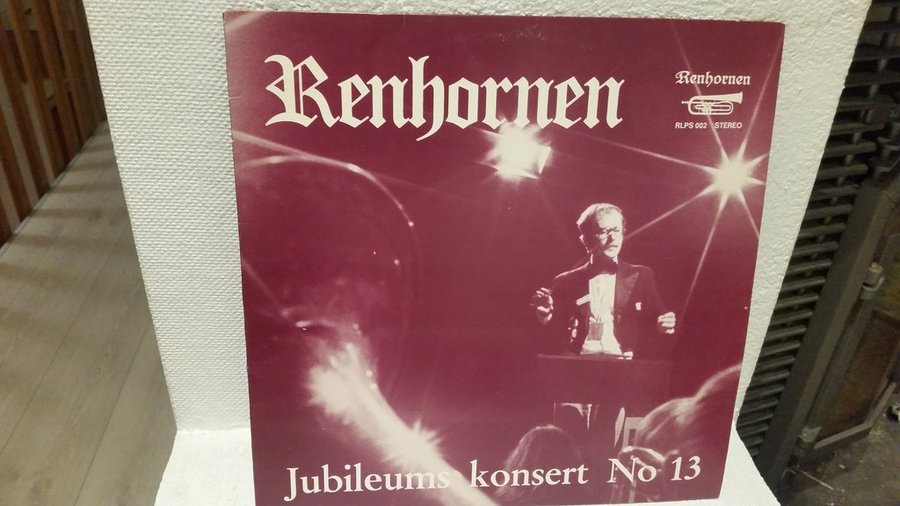 Renhornen
Renhornen
RLPS 002 STEREO
Jubileums konsert No 13